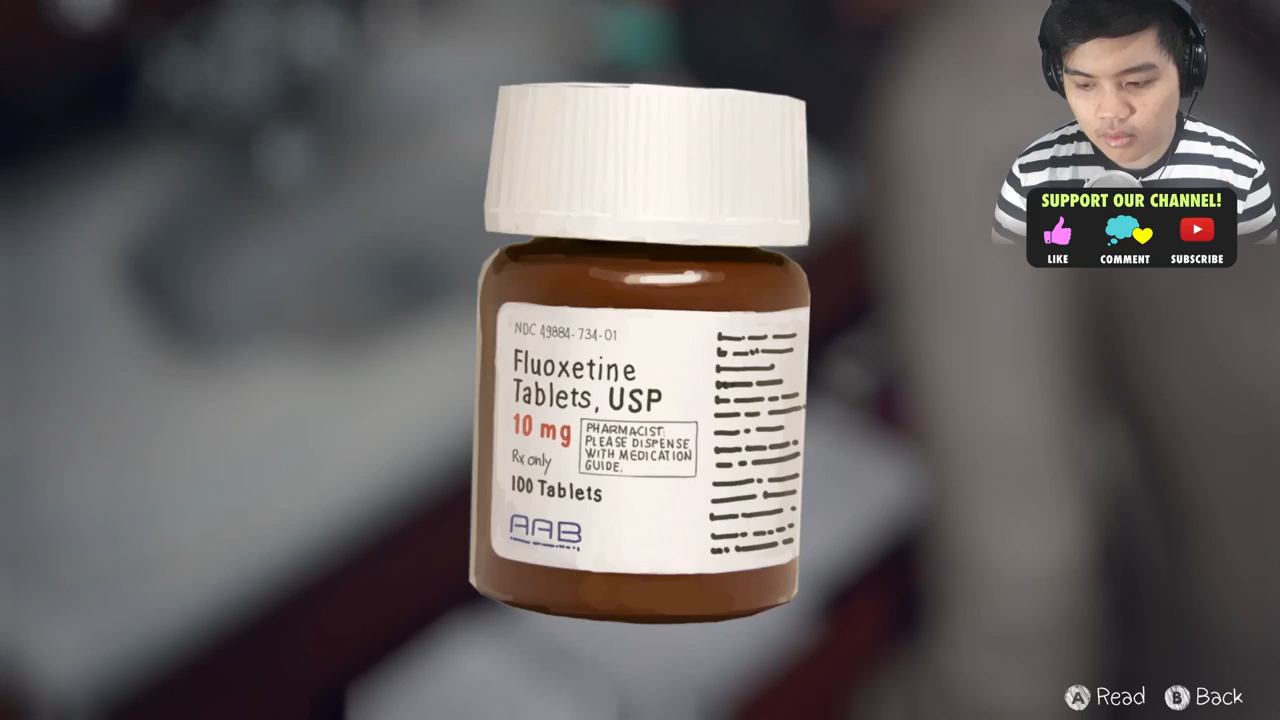 SUPPORT OUR CHANNEL!
LIKE COMMENT SUBSCRIBE
NDC 49884-734-01
Fluoxetine
Tablets, USP
10 mg
PHARMACIST:
PLEASE DISPENSE
WITH MEDICATION
GUIDE.
Rx only
100 Tablets
AAB
A Read B Back